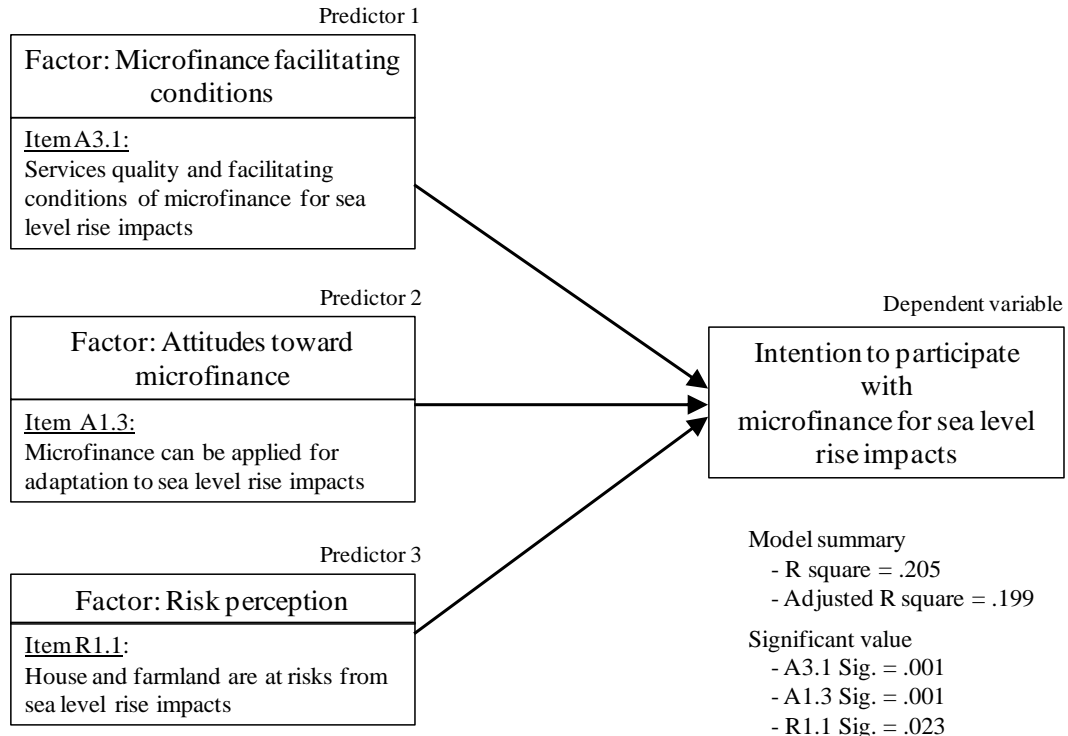 Predictor 1
Factor: Microfinance facilitating
conditions
Item A3.1:
Services quality and facilitating
conditions of microfinance for sea
level rise impacts
Predictor 2
Factor: Attitudes toward
microfinance
Item A1.3:
Microfinance can be applied for
adaptation to sea level rise impacts
Predictor 3
Factor: Risk perception
Item R1.1:
House and farmland are at risks from
sea level rise impacts
Dependent variable
Intention to participate
with
microfinance for sea level
rise impacts
Model summary
- R square = .205
- Adjusted R square = .199
Significant value
- A3.1 Sig. = .001
- A1.3 Sig. = .001
- R1.1 Sig. = .023